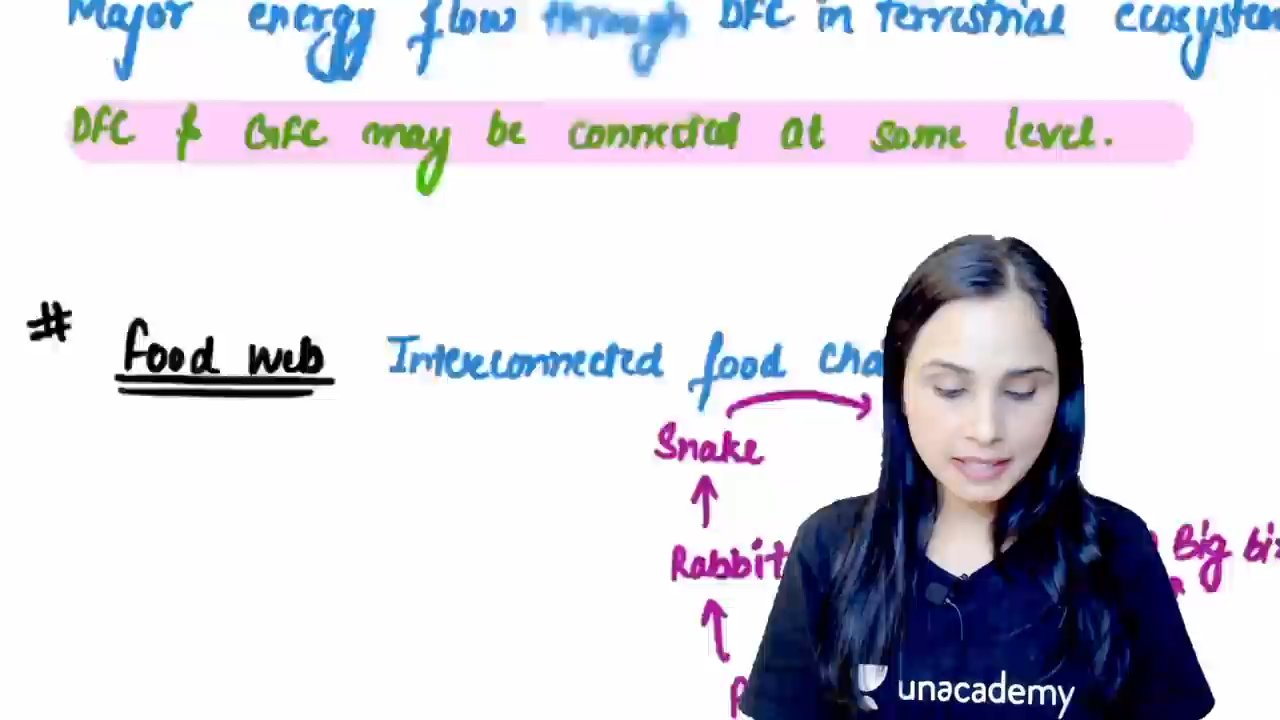 Major energy flow through DFC in terrestrial ecosystem
DFC & GFC may be connected at some level.
# Food web Interconnected food
Snake
Rabbit
Big
unacademy